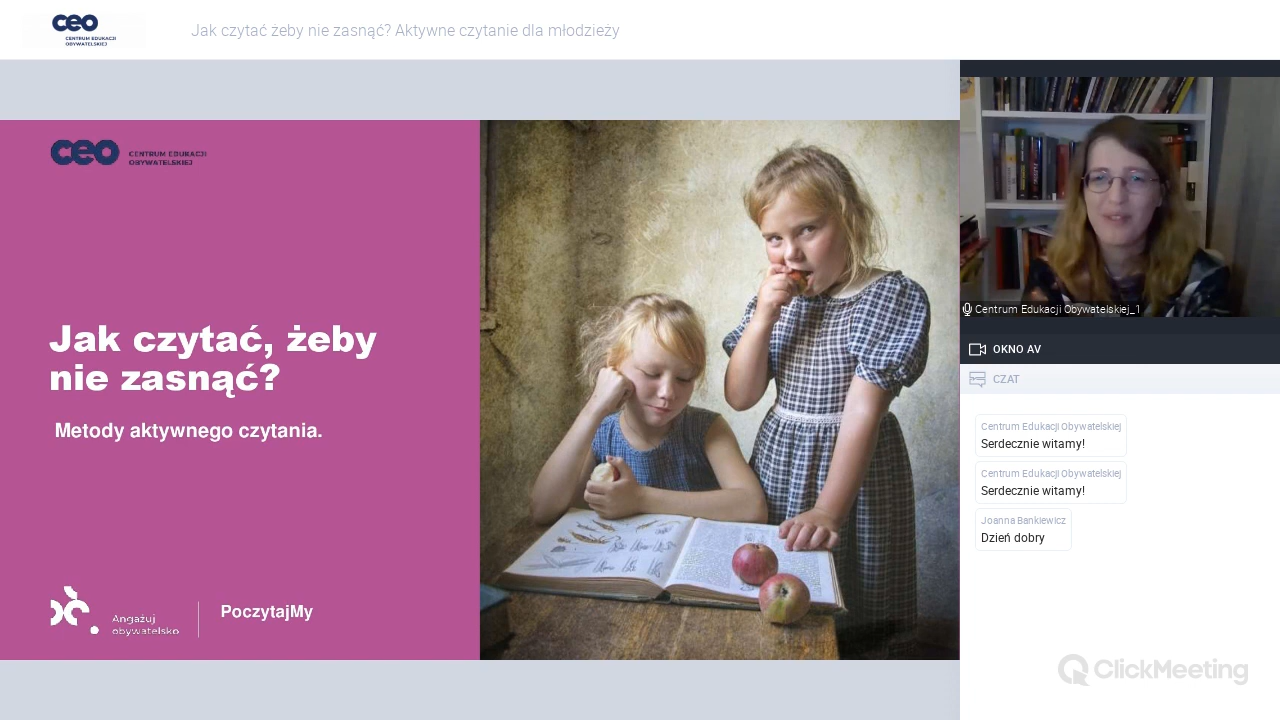 ceo
CENTRUM EDUKACJI
OBYWATELSKIEJ
Jak czytać żeby nie zasnąć? Aktywne czytanie dla młodzieży
ceo
CENTRUM EDUKACJI
OBYWATELSKIEJ
Jak czytać, żeby
nie zasnąć?
Metody aktywnego czytania.
Angażuj
obywatelsko
PoczytajMy
Centrum Edukacji Obywatelskiej_1
OKNO AV
CZAT
Centrum Edukacji Obywatelskiej
Serdecznie witamy!
Centrum Edukacji Obywatelskiej
Serdecznie witamy!
Joanna Bankiewicz
Dzień dobry
ClickMeeting